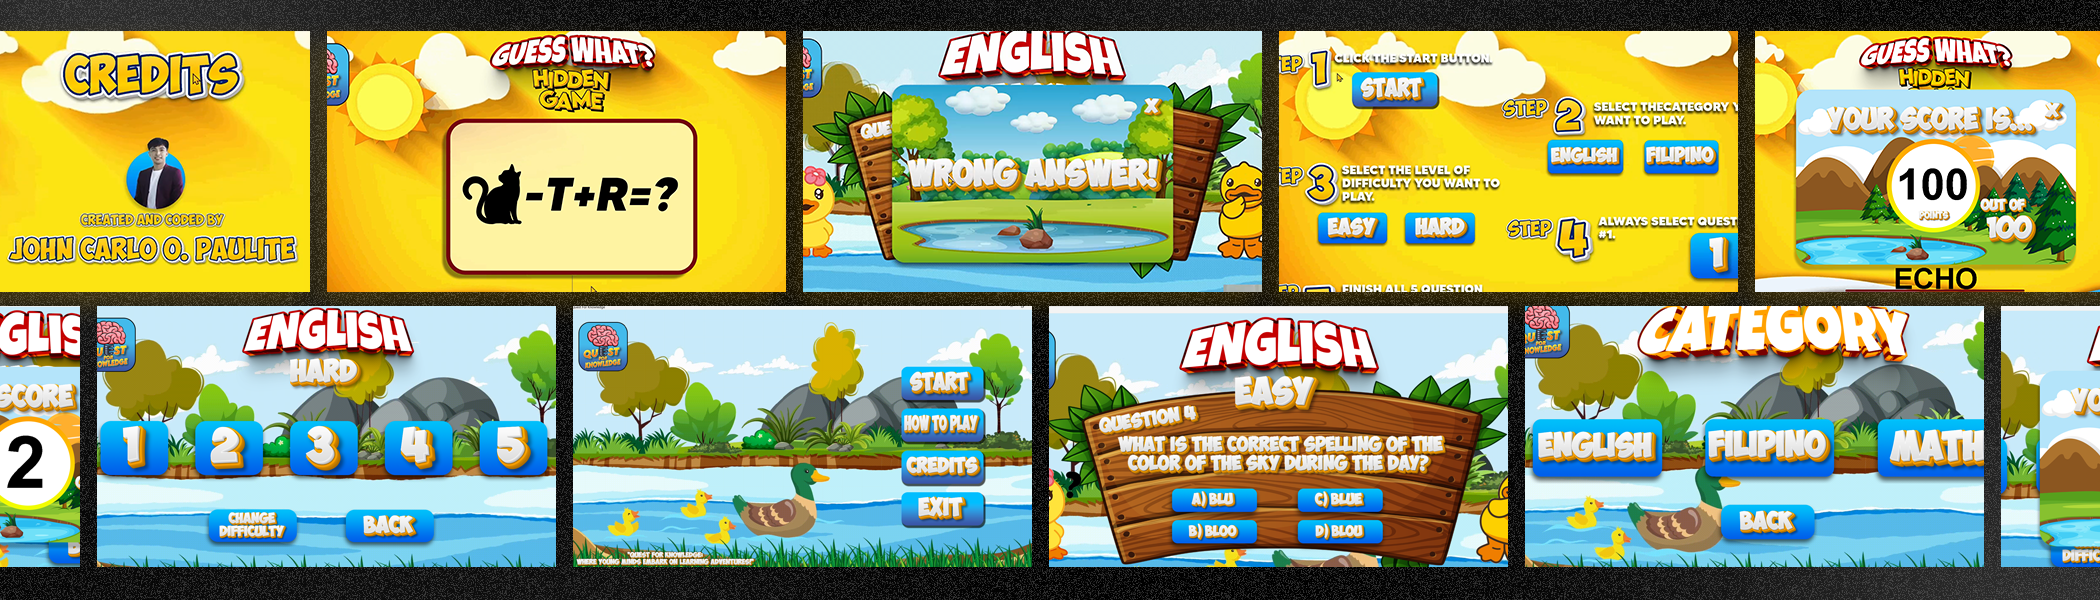 CREDITS
CREATED AND CODED BY
JOHN CARLO O. PAULITE
GUESS WHAT?
HIDDEN
GAME
-T+R=?
ENGLISH
QUE
WRONG ANSWER!
X
EP 1 CLICK THE START BUTTON.
START
STEP 2 SELECT THECATEGORY Y
WANT TO PLAY.
ENGLISH FILIPINO
EP 3 SELECT THE LEVEL OF
DIFFICULTY YOU WANT TO
PLAY.
EASY HARD
STEP 4 ALWAYS SELECT QUEST
#1.
1
FINISH ALL 5 QUESTION
GUESS WHAT?
HIDDEN
YOUR SCORE IS...
X
100
POINTS
OUT OF
100
ECHO
GLIS
SCORE
2
QUEST
FOR
NOWLEDGE
ENGLISH
HARD
1 2 3 4 5
CHANGE
DIFFICULTY
BACK
QUEST
FOR
KNOWLEDGE
START
HOW TO PLAY
CREDITS
EXIT
"QUEST FOR KNOWLEDGE:
WHERE YOUNG MINDS EMBARK ON LEARNING ADVENTURES!"
ENGLISH
EASY
QUESTION 4
WHAT IS THE CORRECT SPELLING OF THE
COLOR OF THE SKY DURING THE DAY?
A) BLU C) BLUE
B) BLOO D) BLOU
?
QUEST
FOR
NOWLEDGE
CATEGORY
ENGLISH FILIPINO MATH
BACK
YO
DIFFIC